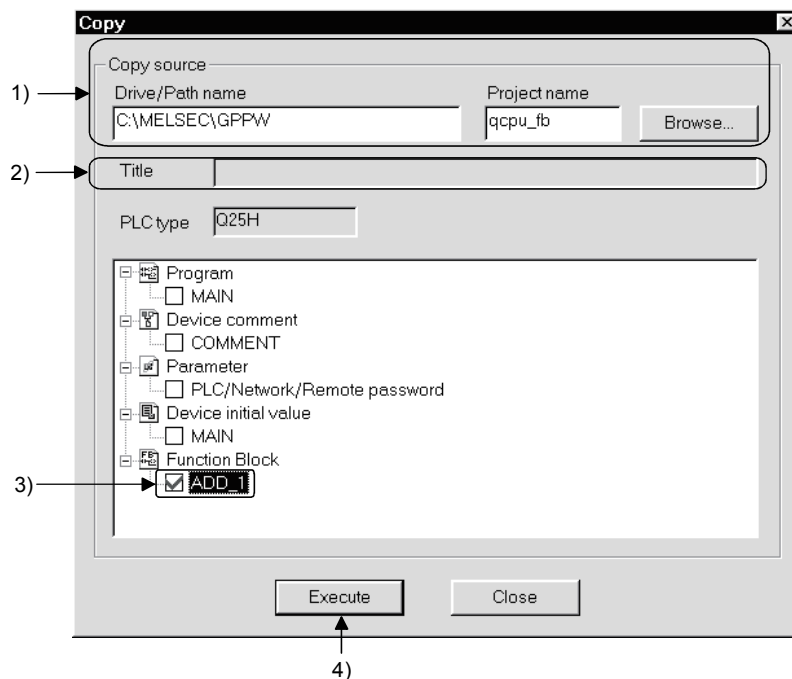 Copy
Copy source
1)
Drive/Path name Project name
C:\MELSEC\GPPW qcpu_fb Browse...
2)
Title
PLC type Q25H
Program
MAIN
Device comment
COMMENT
Parameter
PLC/Network/Remote password
Device initial value
MAIN
Function Block
3)
ADD_1
Execute Close
4)